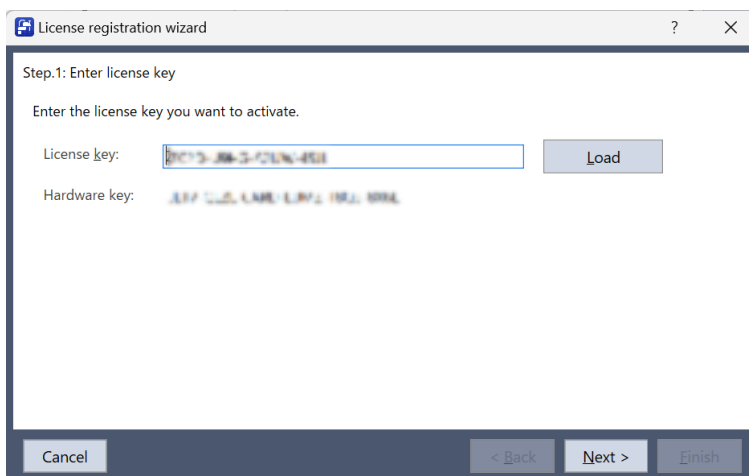 License registration wizard ?
Step.1: Enter license key
Enter the license key you want to activate.
License key: Load
Hardware key:
Cancel < Back Next > Finish